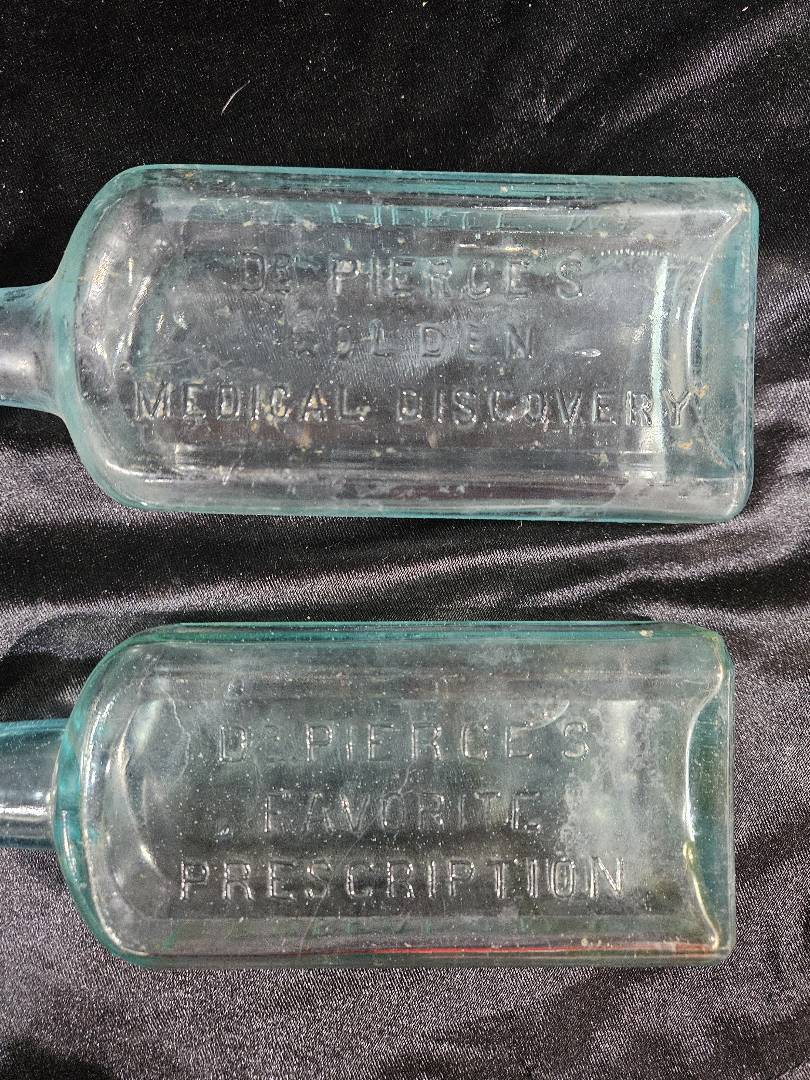 DR PIERCE'S
GOLDEN
MEDICAL DISCOVERY
DR PIERCE'S
FAVORITE
PRESCRIPTION